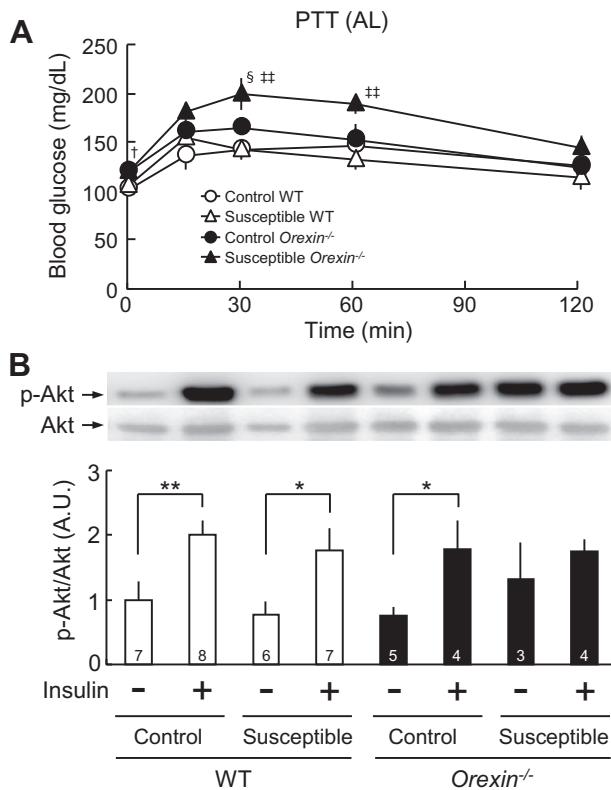 A
PTT (AL)
Blood glucose (mg/dL)
250
200
150
100
50
0
§ ‡‡
‡‡
†
Control WT
Susceptible WT
Control Orexin-/-
Susceptible Orexin-/-
0 30 60 90 120
Time (min)
B
p-Akt
Akt
p-Akt/Akt (A.U.)
3
2
1
0
** * *
7 8 6 7 5 4 3 4
Insulin − + − + − + − +
Control Susceptible Control Susceptible
WT Orexin-/-